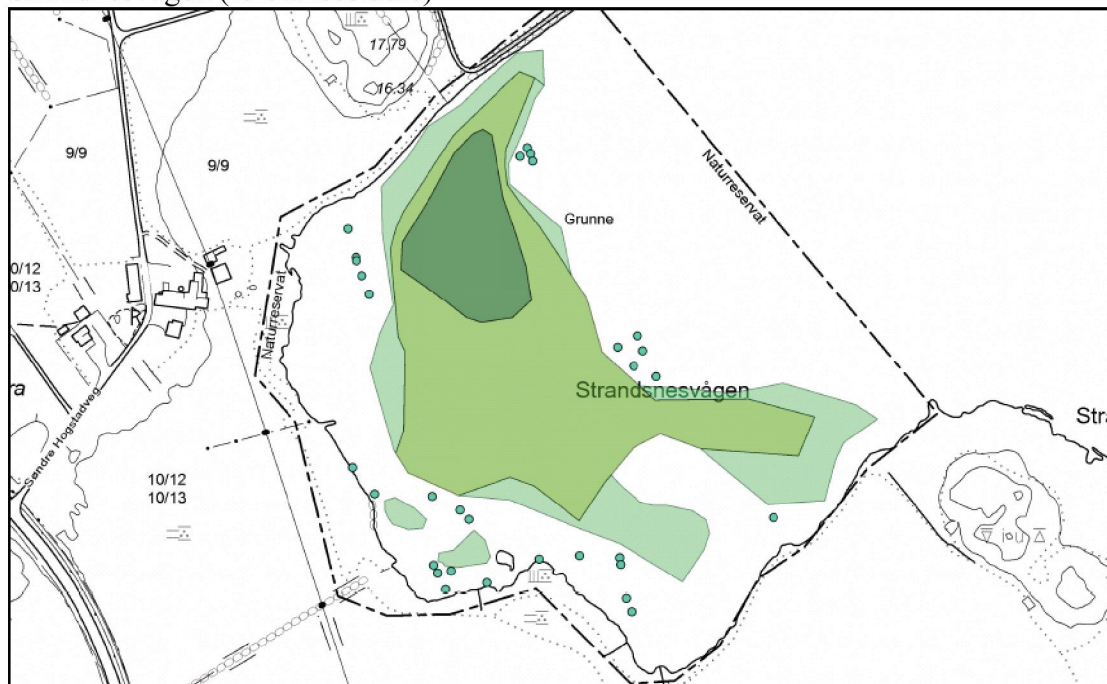 17.79
16.34
9/9
9/9
Naturreservat
Grunne
0/12
0/13
Naturreservat
ra
Strandsnesvågen
Stra
Søndre Hogstadveg
10/12
10/13